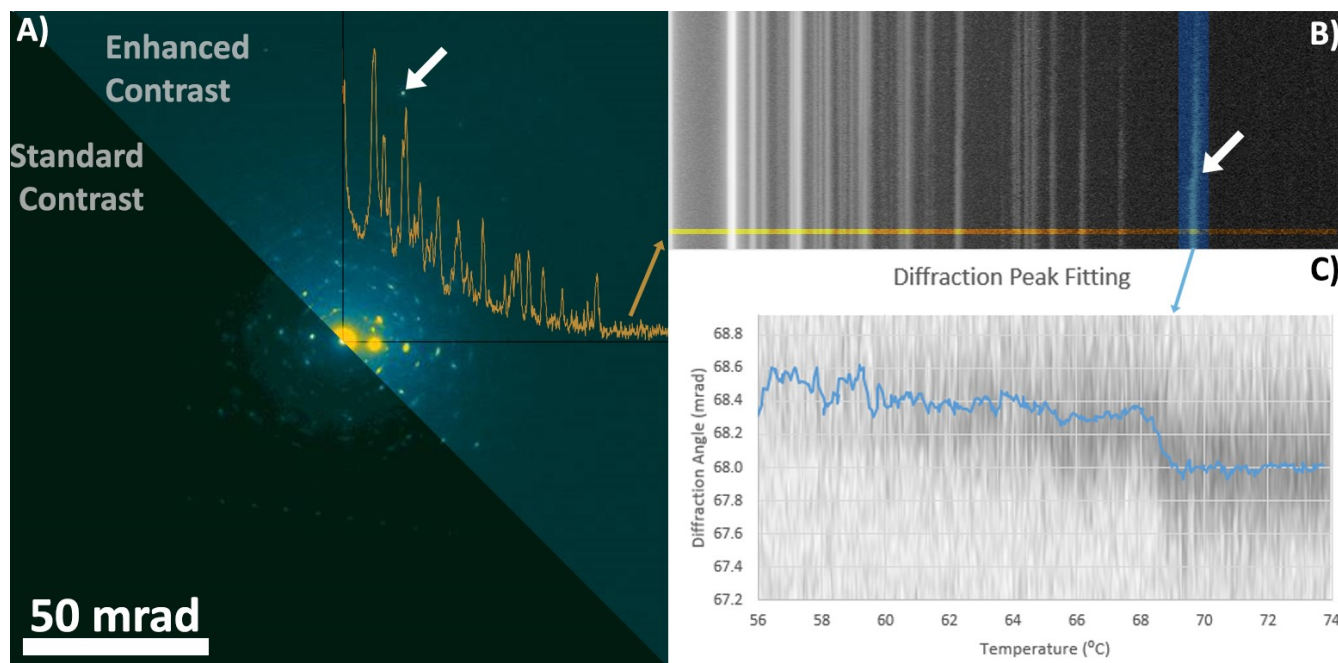 A)
Enhanced
Contrast
Standard
Contrast
50 mrad
B)
Diffraction Peak Fitting
C)
Diffraction Angle (mrad)
68.8
68.6
68.4
68.2
68.0
67.8
67.6
67.4
67.2
56 58 60 62 64 66 68 70 72 74
Temperature (⁰C)